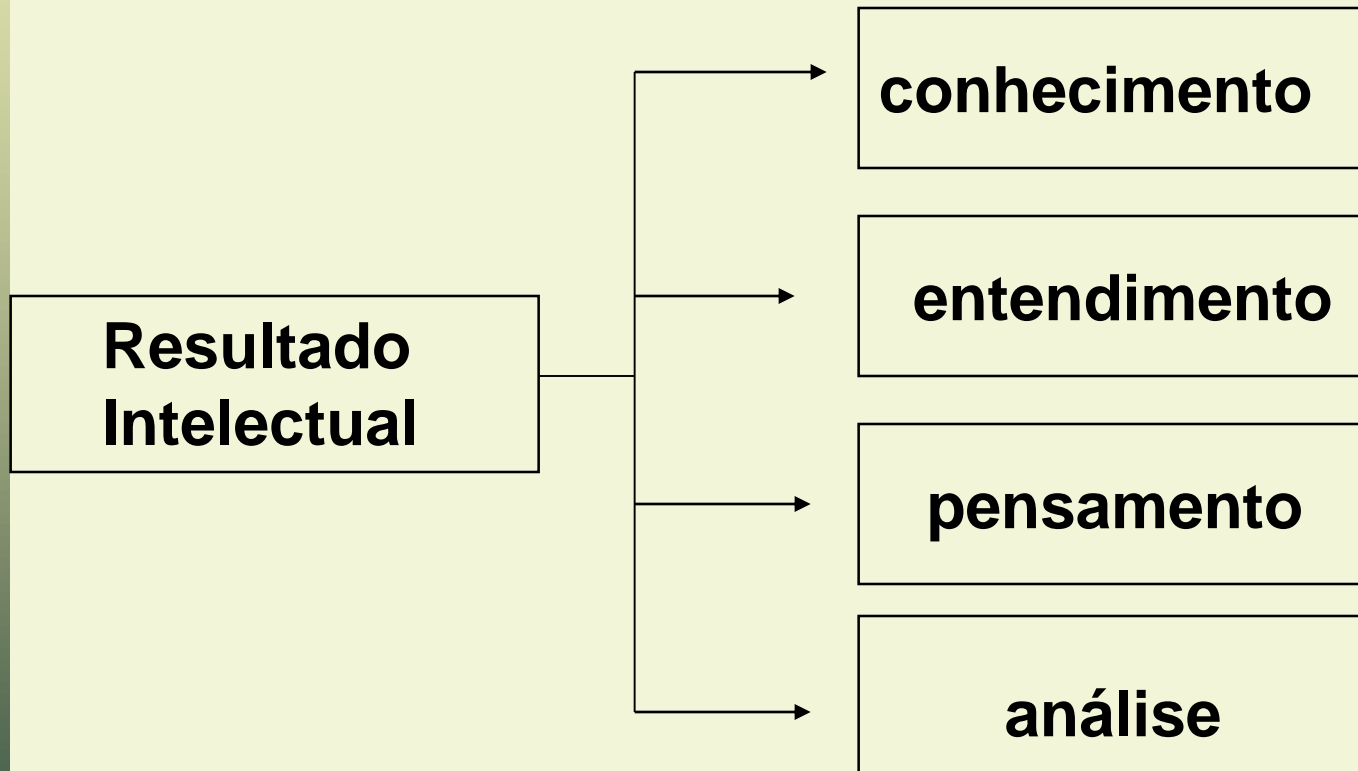 conhecimento
entendimento
Resultado
Intelectual
pensamento
análise